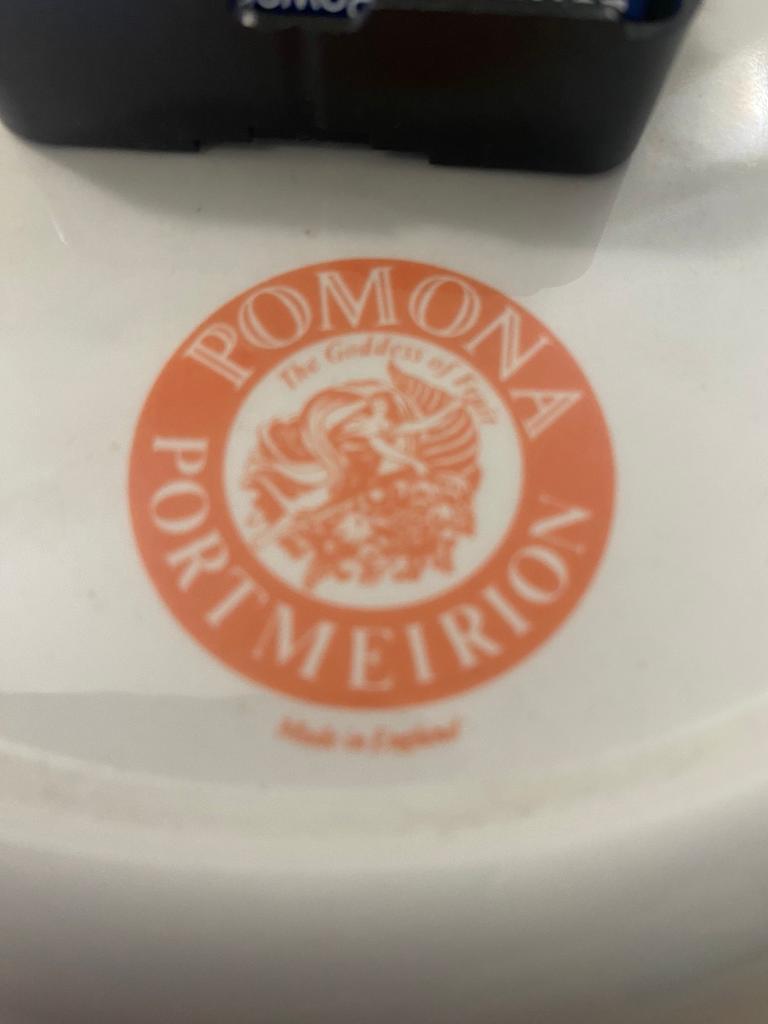 POMONA
The Goddess of Fruit
PORTMEIRION
Made in England